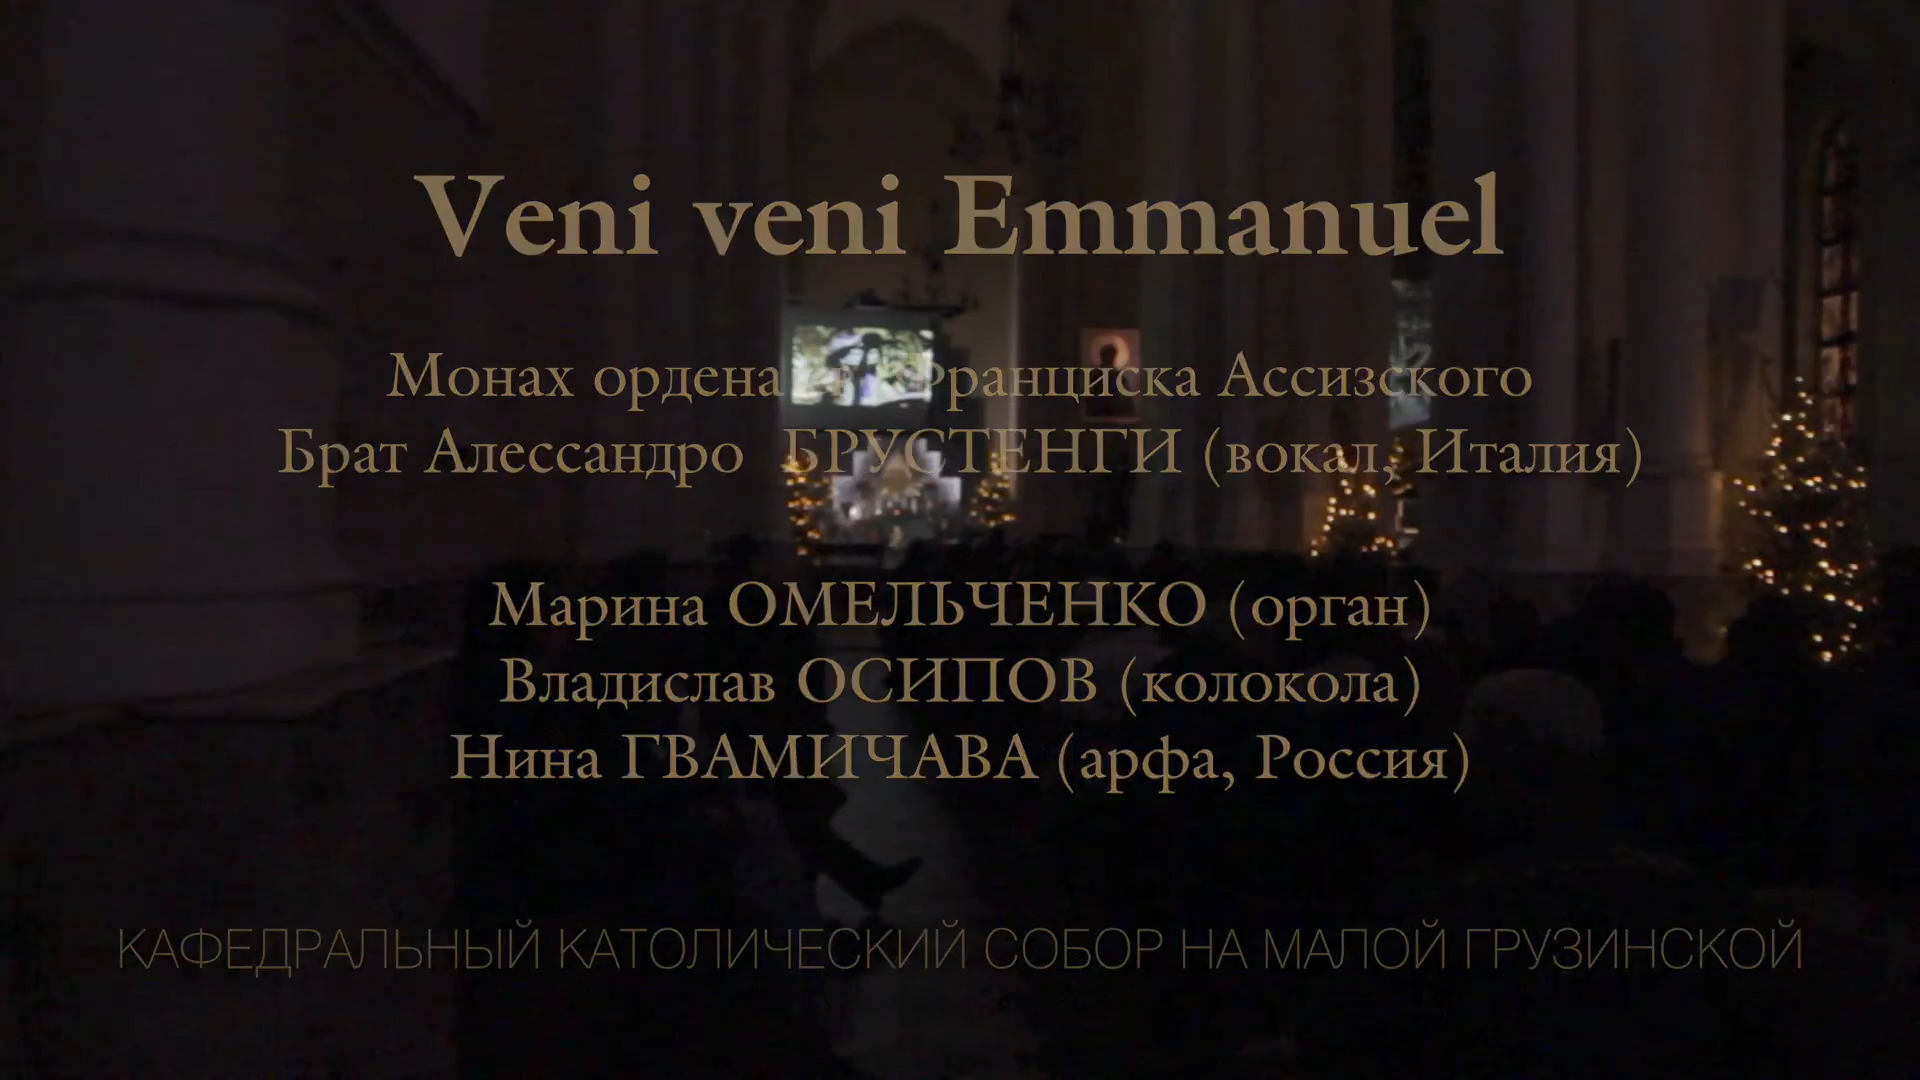 Veni veni Emmanuel
Монах ордена Франциска Ассизского
Брат Алессандро БРУСТЕНГИ (вокал, Италия)
Марина ОМЕЛЬЧЕНКО (орган)
Владислав ОСИПОВ (колокола)
Нина ГВАМИЧАВА (арфа, Россия)
КАФЕДРАЛЬНЫЙ КАТОЛИЧЕСКИЙ СОБОР НА МАЛОЙ ГРУЗИНСКОЙ